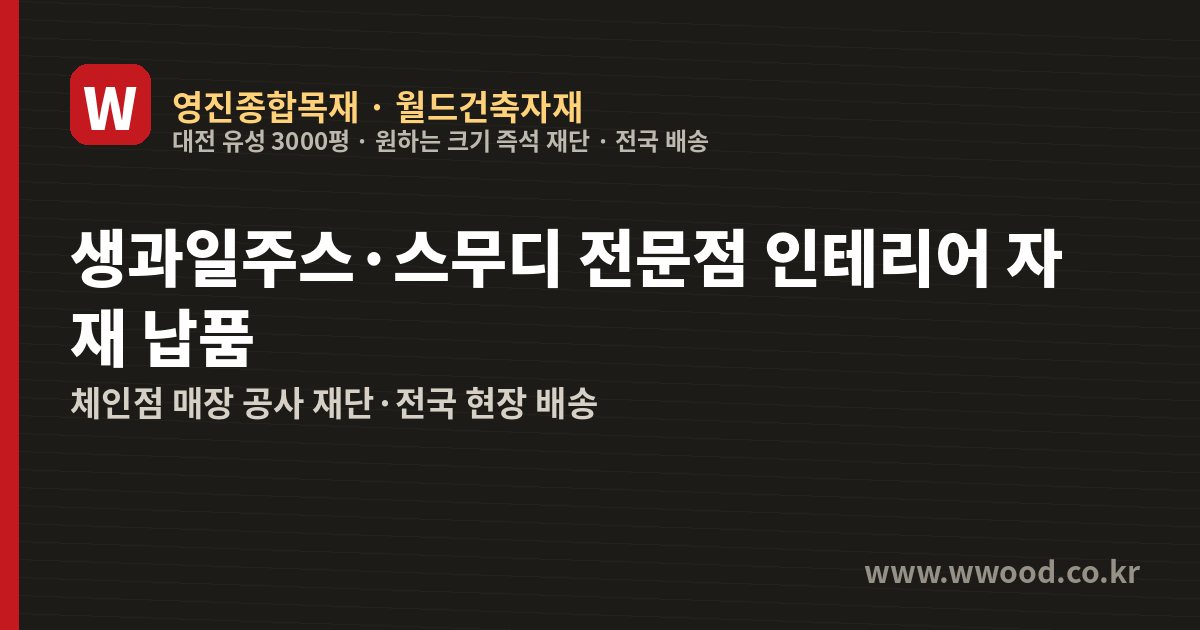 W
영진종합목재 · 월드건축자재
대전 유성 3000평 · 원하는 크기 즉석 재단 · 전국 배송
생과일주스·스무디 전문점 인테리어 자
재 납품
체인점 매장 공사 재단·전국 현장 배송
www.wwood.co.kr